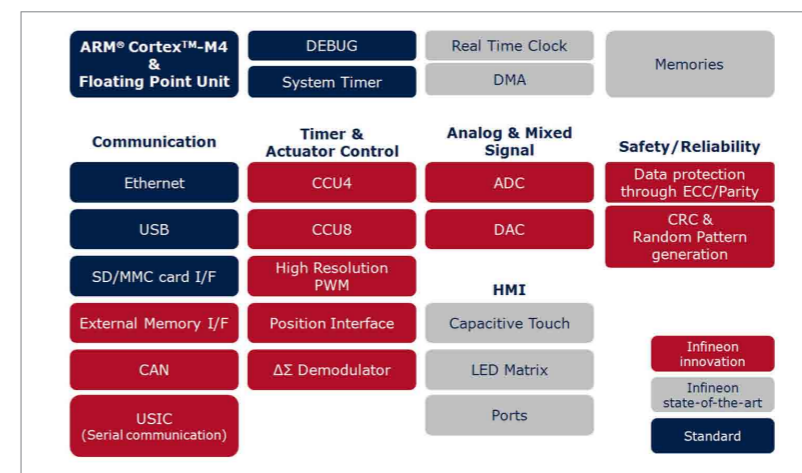 ARM® Cortex™-M4
&
Floating Point Unit
DEBUG
System Timer
Real Time Clock
DMA
Memories
Communication
Ethernet
USB
SD/MMC card I/F
External Memory I/F
CAN
USIC
(Serial communication)
Timer &
Actuator Control
CCU4
CCU8
High Resolution
PWM
Position Interface
ΔΣ Demodulator
Analog & Mixed
Signal
ADC
DAC
HMI
Capacitive Touch
LED Matrix
Ports
Safety/Reliability
Data protection
through ECC/Parity
CRC &
Random Pattern
generation
Infineon
innovation
Infineon
state-of-the-art
Standard